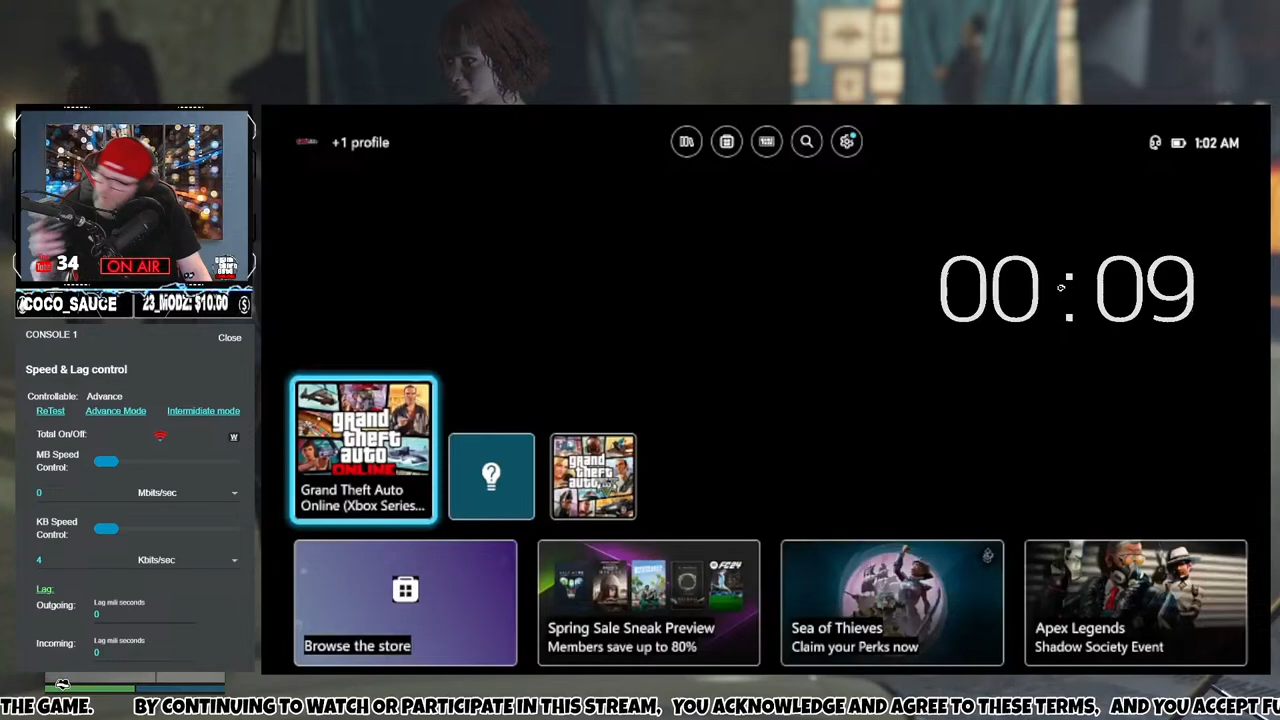 +1 profile
1:02 AM
34
ON AIR
COCO_SAUCE
23_MODZ: $10.00
00:09
CONSOLE 1
Close
Speed & Lag control
Controllable: Advance
ReTest Advance Mode Intermidiate mode
Total On/Off:
W
MB Speed
Control:
0 Mbits/sec
KB Speed
Control:
4 Kbits/sec
Lag:
Outgoing:
Lag mili seconds
0
Incoming:
Lag mili seconds
0
grand
theft
auto
ONLINE
Grand Theft Auto
Online (Xbox Series...
grand
theft
auto
Browse the store
FC24
Spring Sale Sneak Preview
Members save up to 80%
Sea of Thieves
Claim your Perks now
Apex Legends
Shadow Society Event
THE GAME. BY CONTINUING TO WATCH OR PARTICIPATE IN THIS STREAM, YOU ACKNOWLEDGE AND AGREE TO THESE TERMS, AND YOU ACCEPT FU